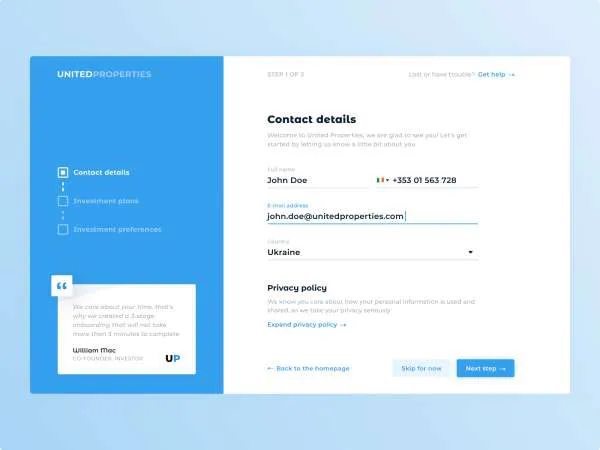 UNITEDPROPERTIES
Contact details
Investment plans
Investment preferences
“
We care about your time, that's
why we created a 3-stage
onboarding that will not take
more than 5 minutes to complete
William Mac
CO-FOUNDER, INVESTOR
UP
STEP 1 OF 3
Lost or have trouble? Get help →
Contact details
Welcome to United Properties, we are glad to see you! Let's get
started by letting us know a little bit about you
Full name
John Doe
+353 01 563 728
E-mail address
john.doe@unitedproperties.com
Country
Ukraine
Privacy policy
We know you care about how your personal information is used and
shared, so we take your privacy seriously
Expend privacy policy →
← Back to the homepage
Skip for now
Next step →